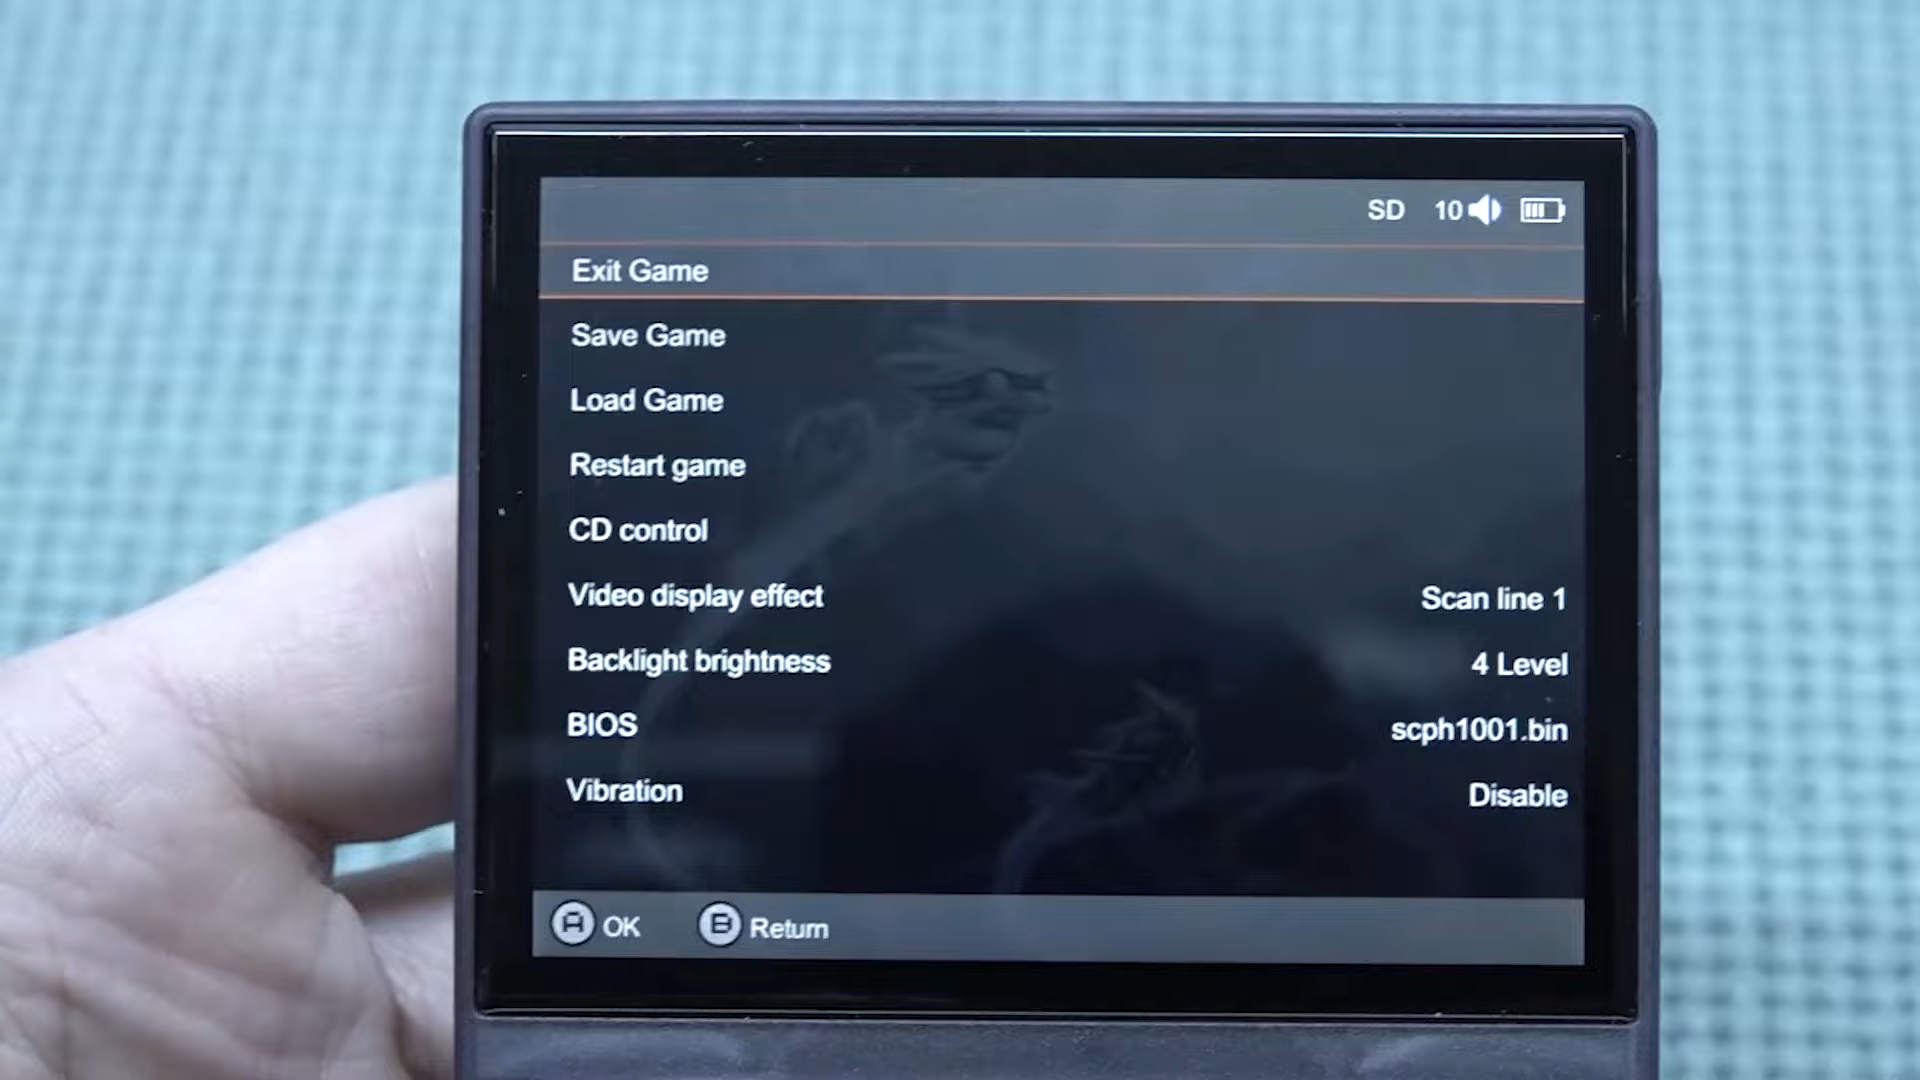 SD 10
Exit Game
Save Game
Load Game
Restart game
CD control
Video display effect Scan line 1
Backlight brightness 4 Level
BIOS scph1001.bin
Vibration Disable
A OK B Return